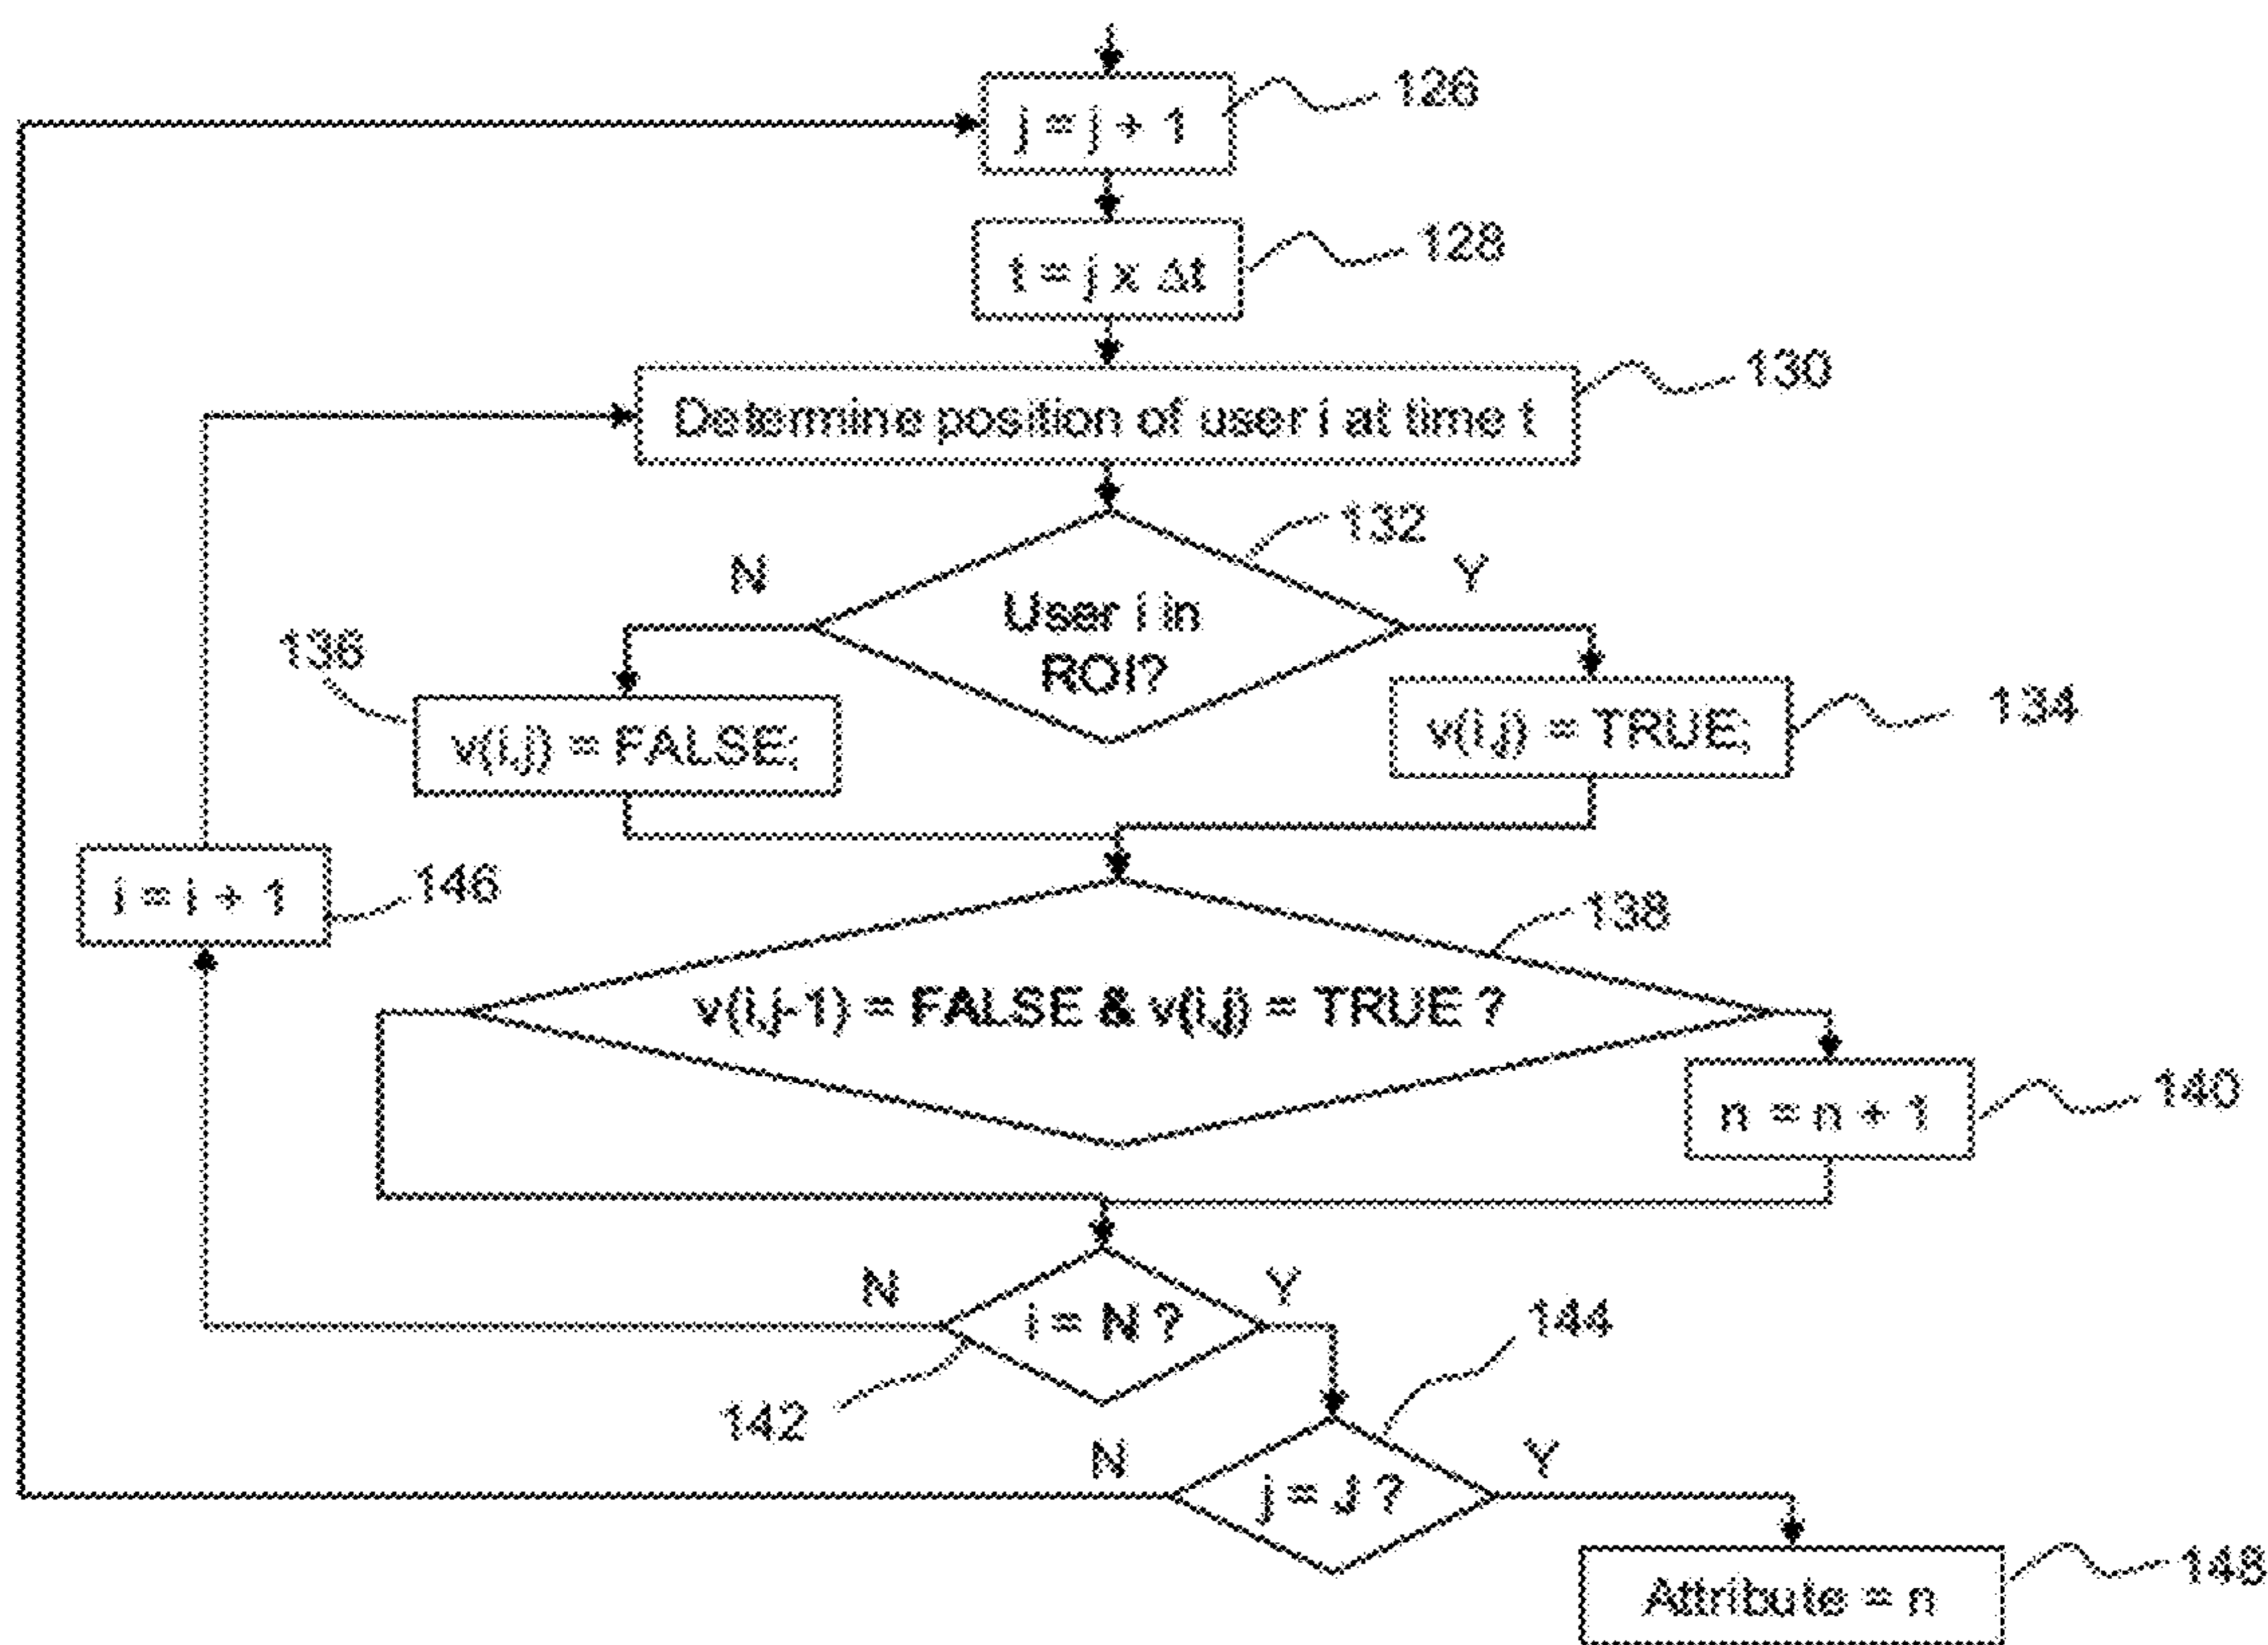 126
j = j + 1
128
t = j x Δt
130
Determine position of user i at time t
132
N
Y
User i in
ROI?
136
134
v(i,j) = FALSE;
v(i,j) = TRUE;
i = i + 1
146
138
v(i,j-1) = FALSE & v(i,j) = TRUE ?
140
n = n + 1
N
Y
i = N ?
144
142
N
Y
j = J ?
148
Attribute = n